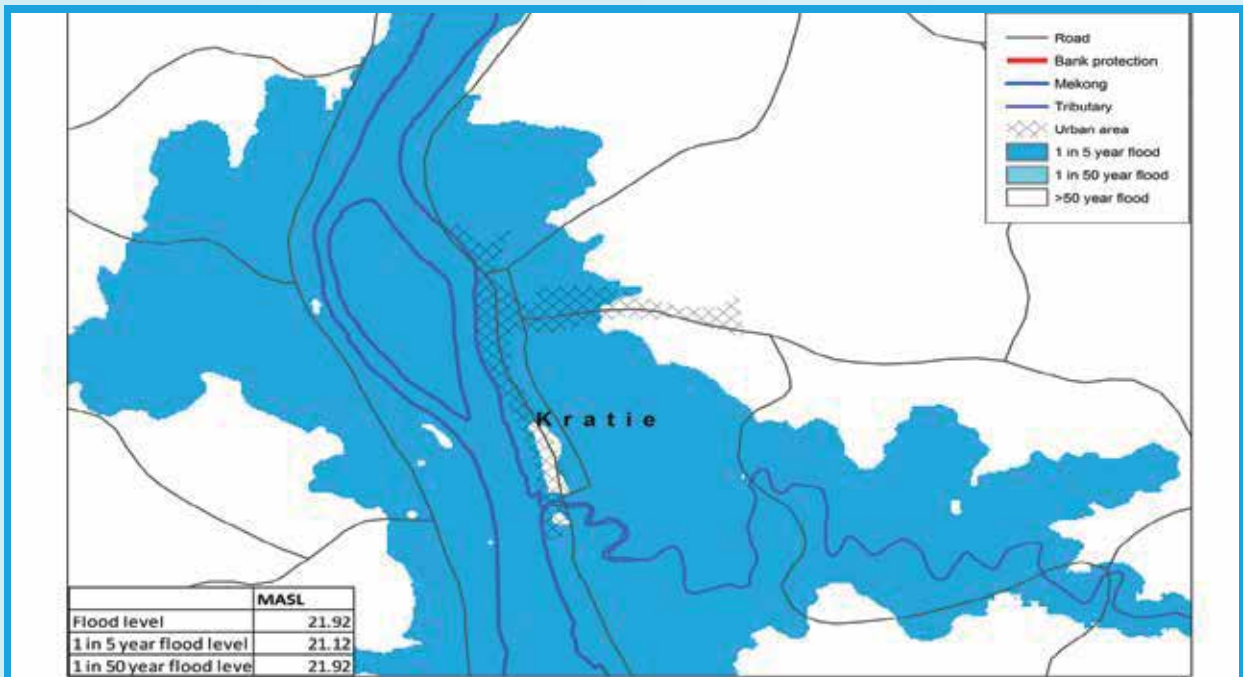 Road
Bank protection
Mekong
Tributary
Urban area
1 in 5 year flood
1 in 50 year flood
>50 year flood
Kratie
MASL
Flood level 21.92
1 in 5 year flood level 21.12
1 in 50 year flood leve 21.92